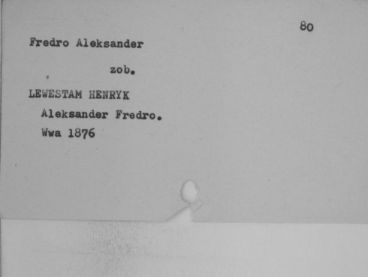 80
Fredro Aleksander
zob.
LEWESTAM HENRYK
Aleksander Fredro.
Wwa 1876